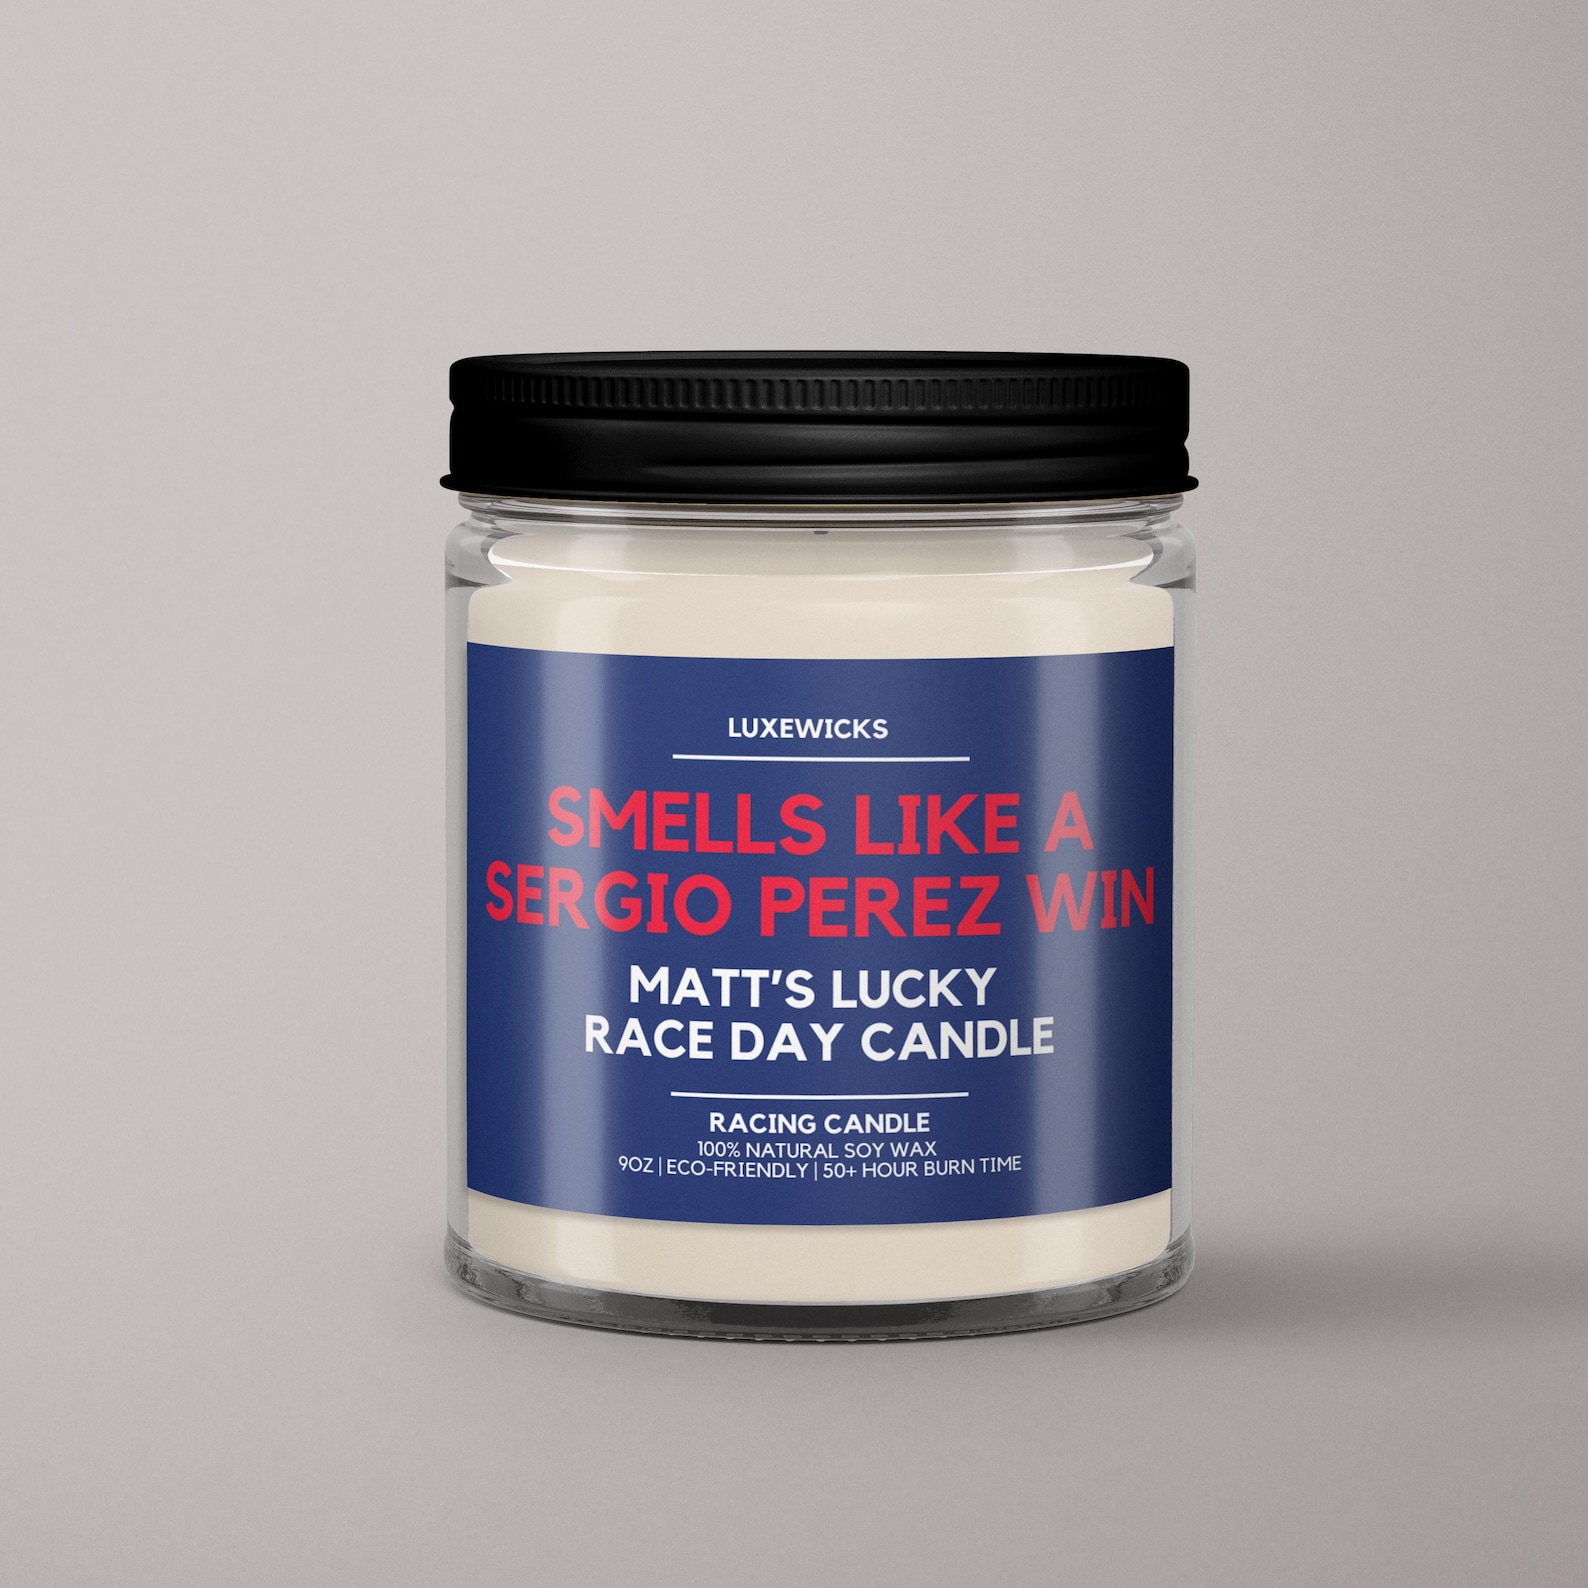 LUXEWICKS
SMELLS LIKE A
SERGIO PEREZ WIN
MATT'S LUCKY
RACE DAY CANDLE
RACING CANDLE
100% NATURAL SOY WAX
9OZ | ECO-FRIENDLY | 50+ HOUR BURN TIME